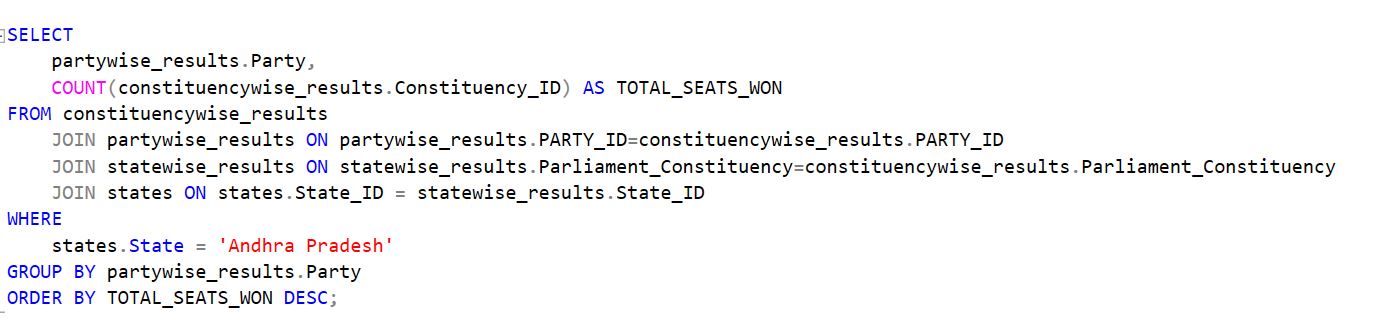 SELECT
    partywise_results.Party,
    COUNT(constituencywise_results.Constituency_ID) AS TOTAL_SEATS_WON
FROM constituencywise_results
    JOIN partywise_results ON partywise_results.PARTY_ID=constituencywise_results.PARTY_ID
    JOIN statewise_results ON statewise_results.Parliament_Constituency=constituencywise_results.Parliament_Constituency
    JOIN states ON states.State_ID = statewise_results.State_ID
WHERE
    states.State = 'Andhra Pradesh'
GROUP BY partywise_results.Party
ORDER BY TOTAL_SEATS_WON DESC;